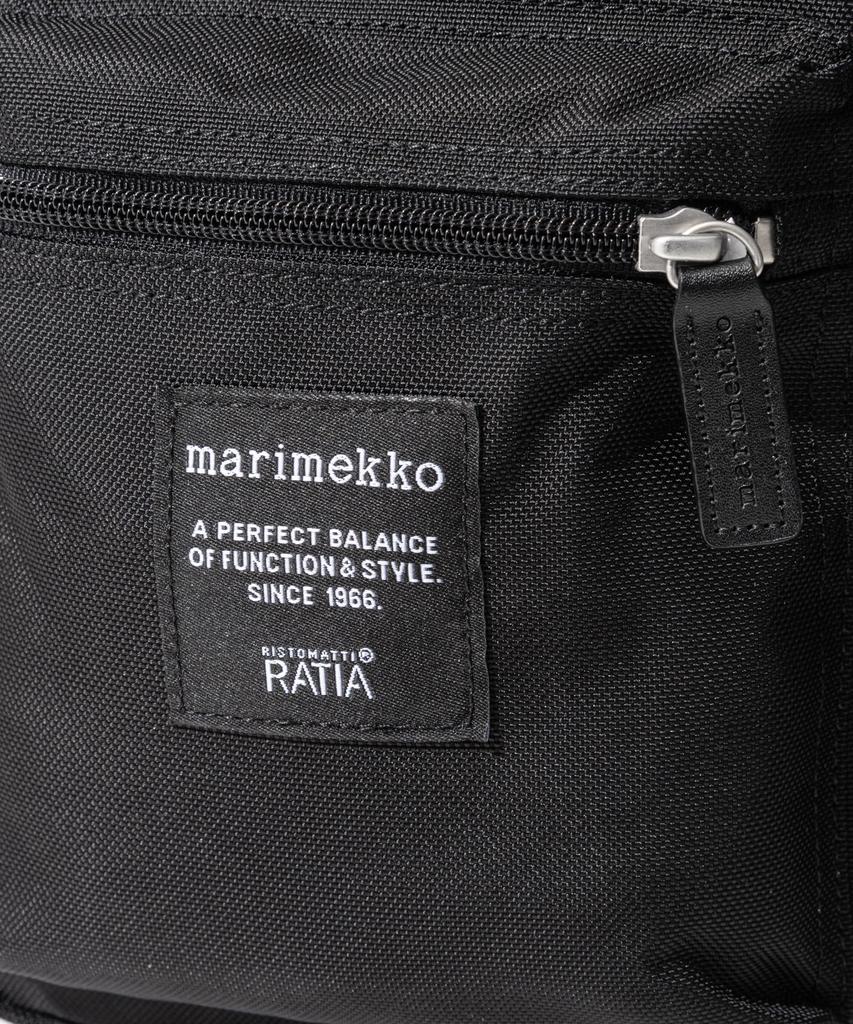 marimekko
marimekko
A PERFECT BALANCE
OF FUNCTION & STYLE.
SINCE 1966.
RISTOMATTI®
RATIA